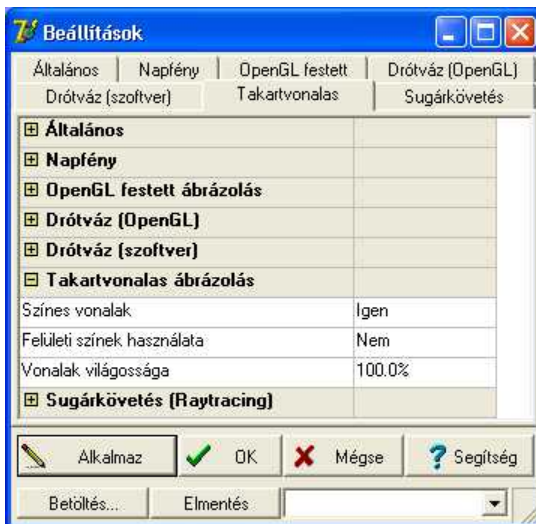 Beállítások
Általános Napfény OpenGL festett Drótváz (OpenGL)
Drótváz (szoftver) Takartvonalas Sugárkövetés
Általános
Napfény
OpenGL festett ábrázolás
Drótváz (OpenGL)
Drótváz (szoftver)
Takartvonalas ábrázolás
Színes vonalak Igen
Felületi színek használata Nem
Vonalak világossága 100.0%
Sugárkövetés (Raytracing)
Alkalmaz OK Mégse Segítség
Betöltés... Elmentés